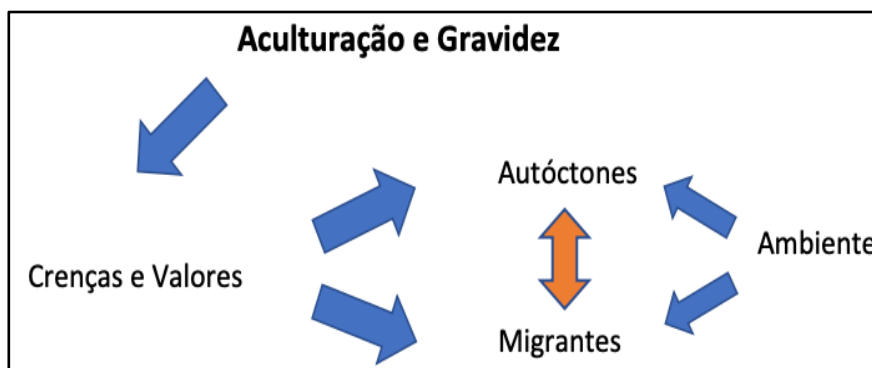 Aculturação e Gravidez
Autóctones
Ambiente
Crenças e Valores
Migrantes